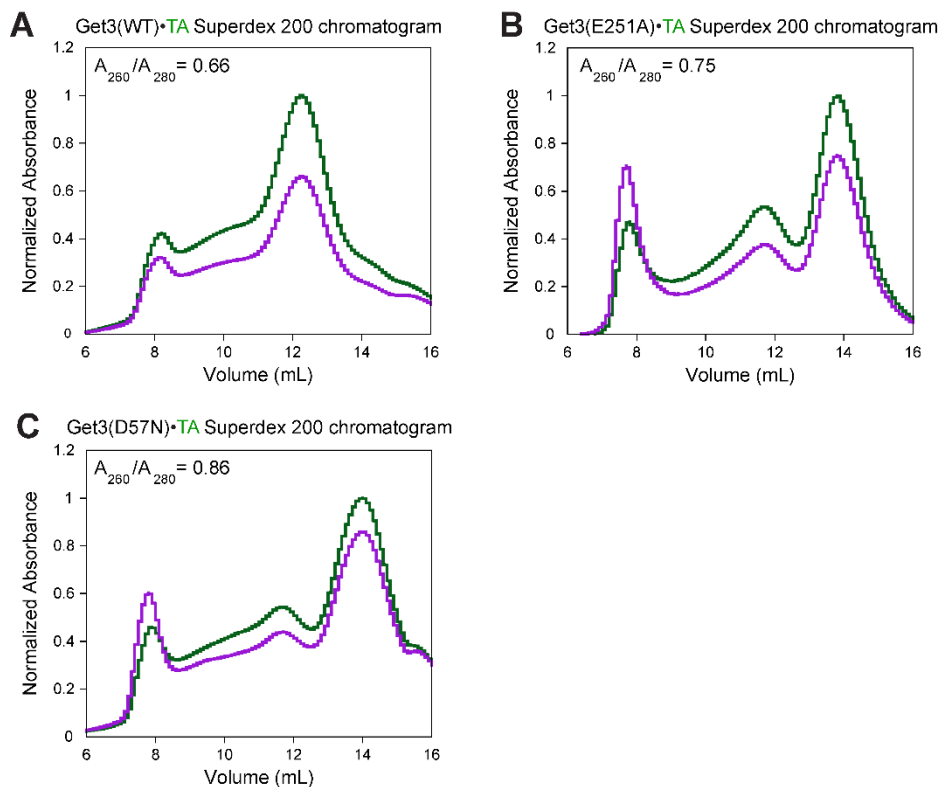 A
Get3(WT)•TA Superdex 200 chromatogram
A260/A280 = 0.66
Normalized Absorbance
1.2
1
0.8
0.6
0.4
0.2
0
6 8 10 12 14 16
Volume (mL)
B
Get3(E251A)•TA Superdex 200 chromatogram
A260/A280 = 0.75
Normalized Absorbance
1.2
1
0.8
0.6
0.4
0.2
0
6 8 10 12 14 16
Volume (mL)
C
Get3(D57N)•TA Superdex 200 chromatogram
A260/A280 = 0.86
Normalized Absorbance
1.2
1
0.8
0.6
0.4
0.2
0
6 8 10 12 14 16
Volume (mL)